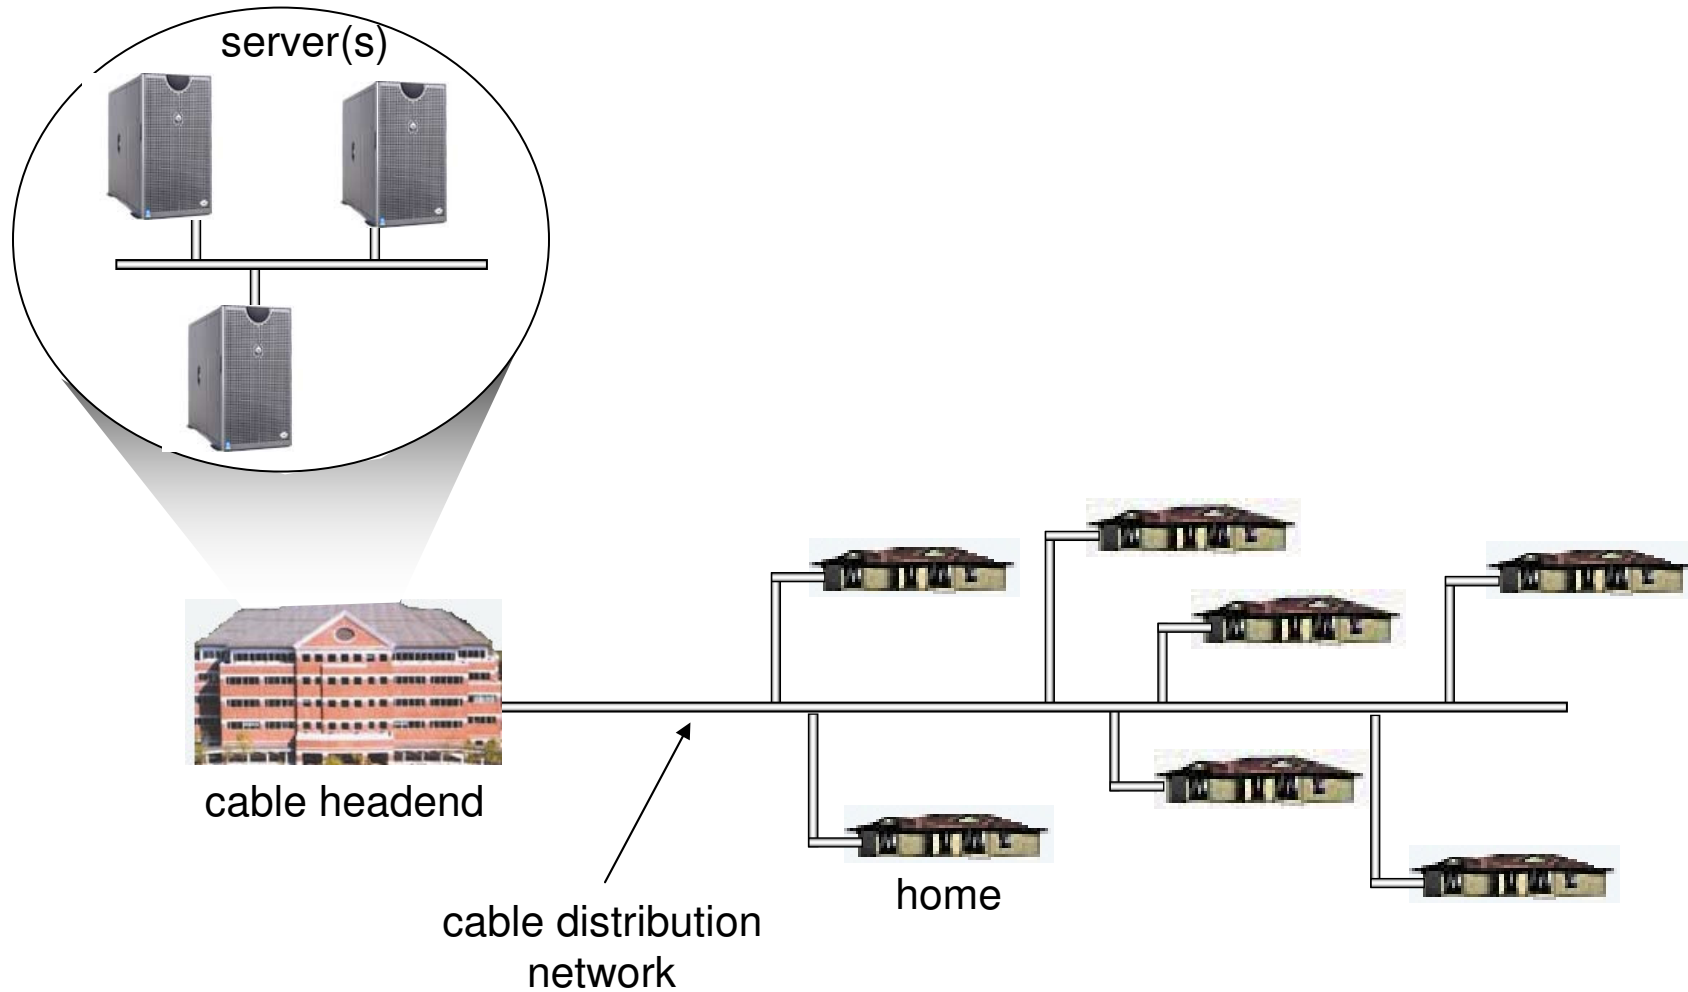 server(s)
cable headend
home
cable distribution
network